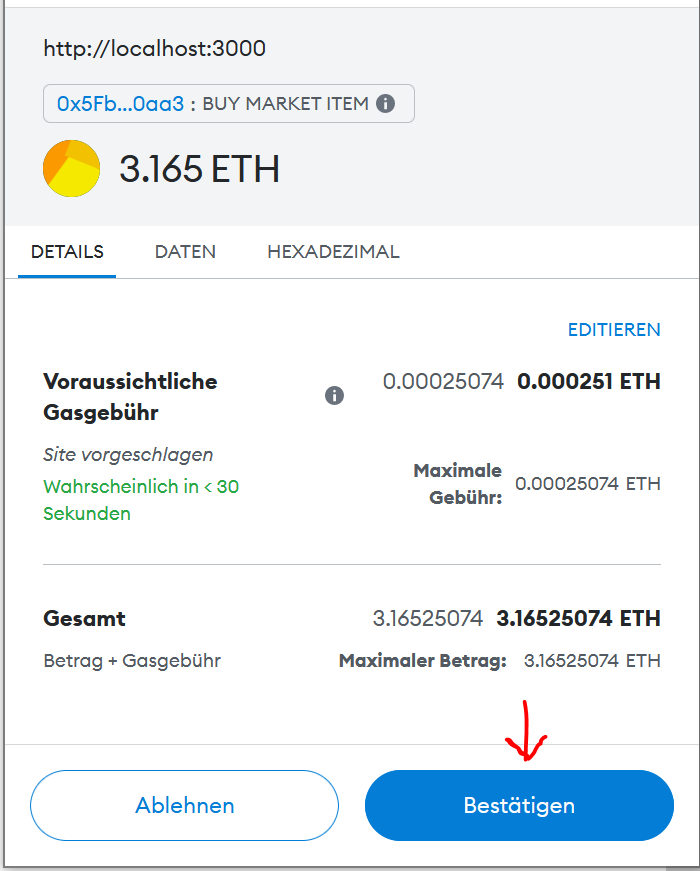 http://localhost:3000
0x5Fb...0aa3 : BUY MARKET ITEM
3.165 ETH
DETAILS DATEN HEXADEZIMAL
EDITIEREN
Voraussichtliche
Gasgebühr
0.00025074 0.000251 ETH
Site vorgeschlagen
Wahrscheinlich in < 30
Sekunden
Maximale
Gebühr:
0.00025074 ETH
Gesamt 3.16525074 3.16525074 ETH
Betrag + Gasgebühr Maximaler Betrag: 3.16525074 ETH
Ablehnen Bestätigen